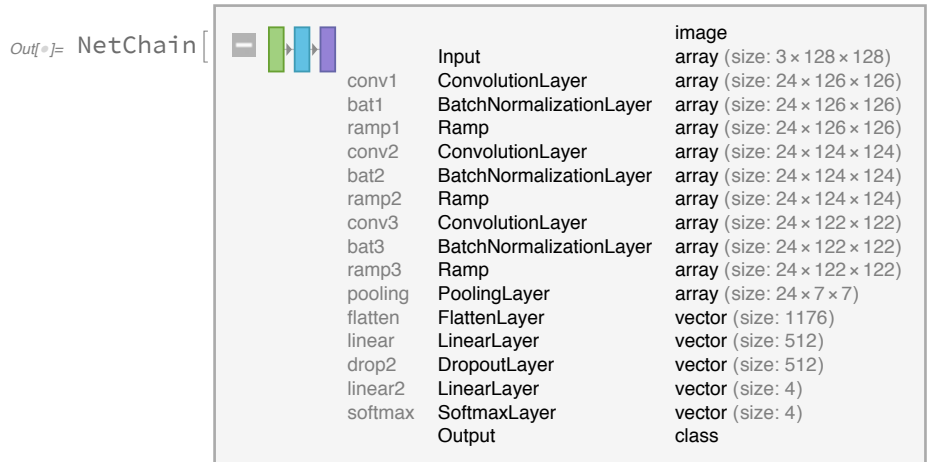 Out[•]= NetChain[
image
Input array (size: 3×128×128)
conv1 ConvolutionLayer array (size: 24×126×126)
bat1 BatchNormalizationLayer array (size: 24×126×126)
ramp1 Ramp array (size: 24×126×126)
conv2 ConvolutionLayer array (size: 24×124×124)
bat2 BatchNormalizationLayer array (size: 24×124×124)
ramp2 Ramp array (size: 24×124×124)
conv3 ConvolutionLayer array (size: 24×122×122)
bat3 BatchNormalizationLayer array (size: 24×122×122)
ramp3 Ramp array (size: 24×122×122)
pooling PoolingLayer array (size: 24×7×7)
flatten FlattenLayer vector (size: 1176)
linear LinearLayer vector (size: 512)
drop2 DropoutLayer vector (size: 512)
linear2 LinearLayer vector (size: 4)
softmax SoftmaxLayer vector (size: 4)
Output class